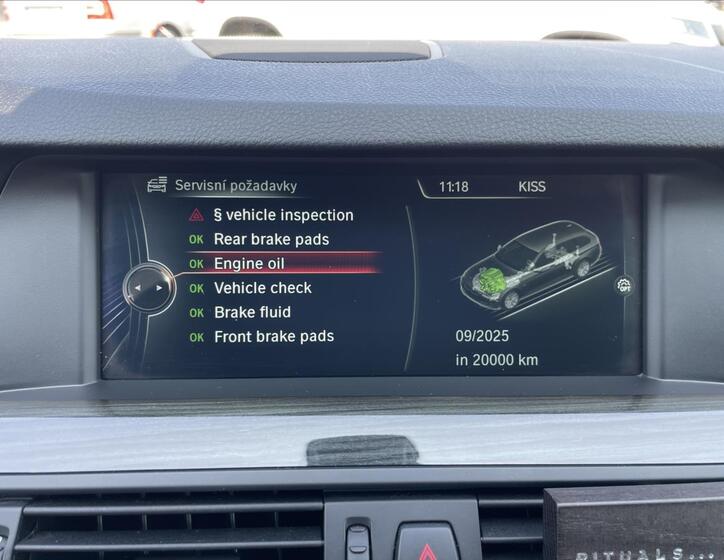 Servisní požadavky
11:18 KISS
§ vehicle inspection
OK Rear brake pads
OK Engine oil
OK Vehicle check
OK Brake fluid
OK Front brake pads
OPT
09/2025
in 20000 km
RITUALS...